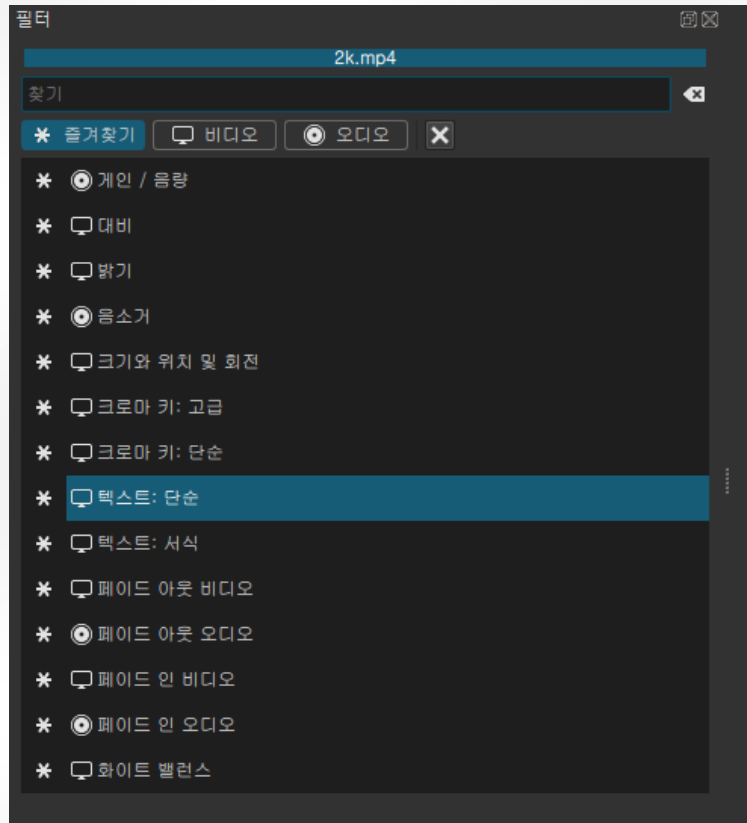 필터
2k.mp4
찾기
즐겨찾기 비디오 오디오
게인 / 음량
대비
밝기
음소거
크기와 위치 및 회전
크로마 키: 고급
크로마 키: 단순
텍스트: 단순
텍스트: 서식
페이드 아웃 비디오
페이드 아웃 오디오
페이드 인 비디오
페이드 인 오디오
화이트 밸런스